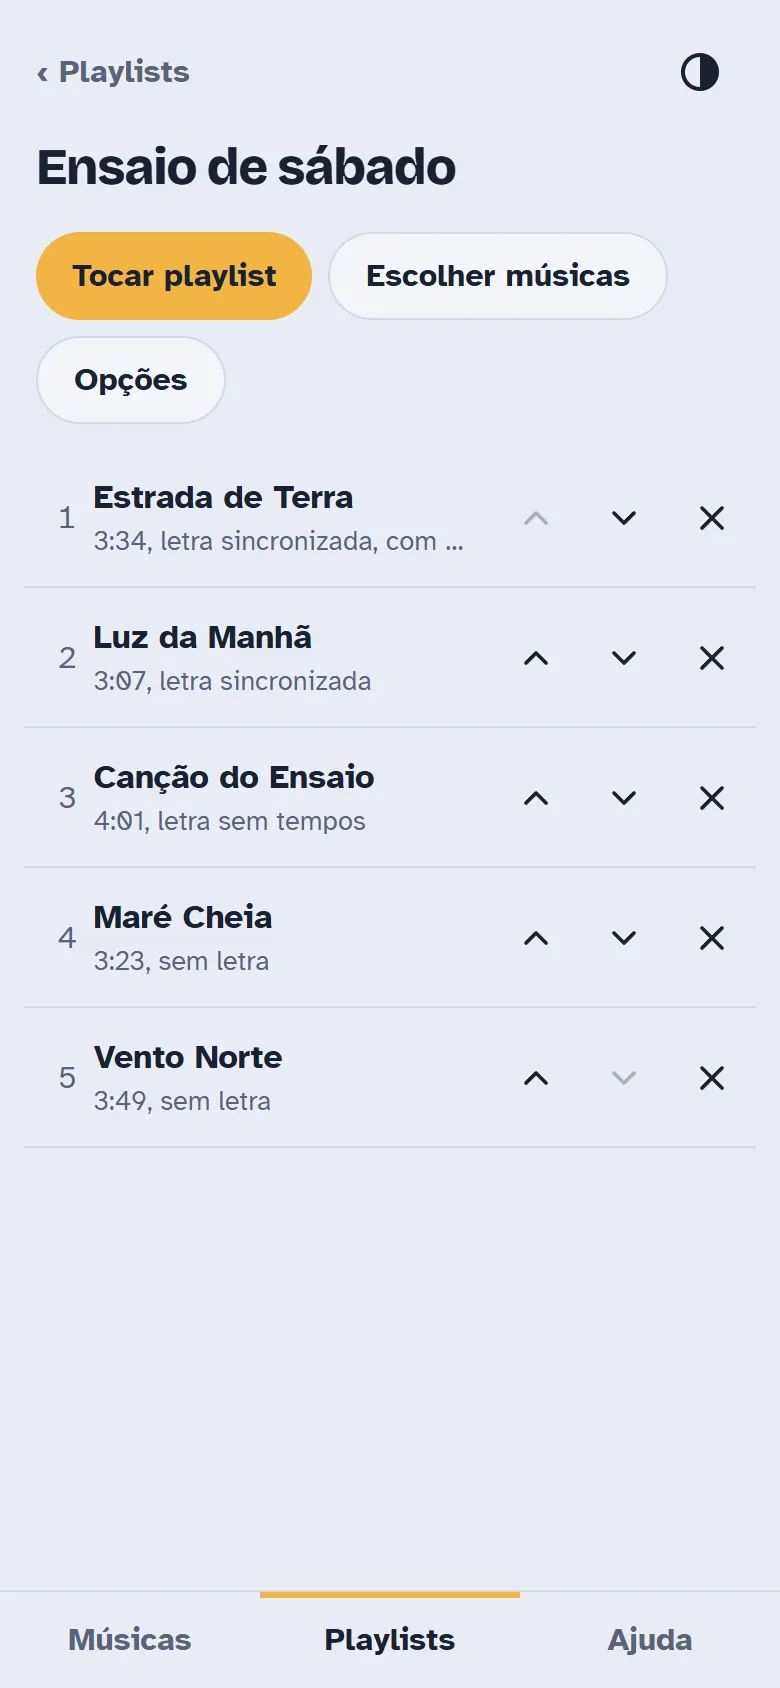 ‹ Playlists
Ensaio de sábado
Tocar playlist
Escolher músicas
Opções
1
Estrada de Terra
3:34, letra sincronizada, com ...
2
Luz da Manhã
3:07, letra sincronizada
3
Canção do Ensaio
4:01, letra sem tempos
4
Maré Cheia
3:23, sem letra
5
Vento Norte
3:49, sem letra
Músicas
Playlists
Ajuda